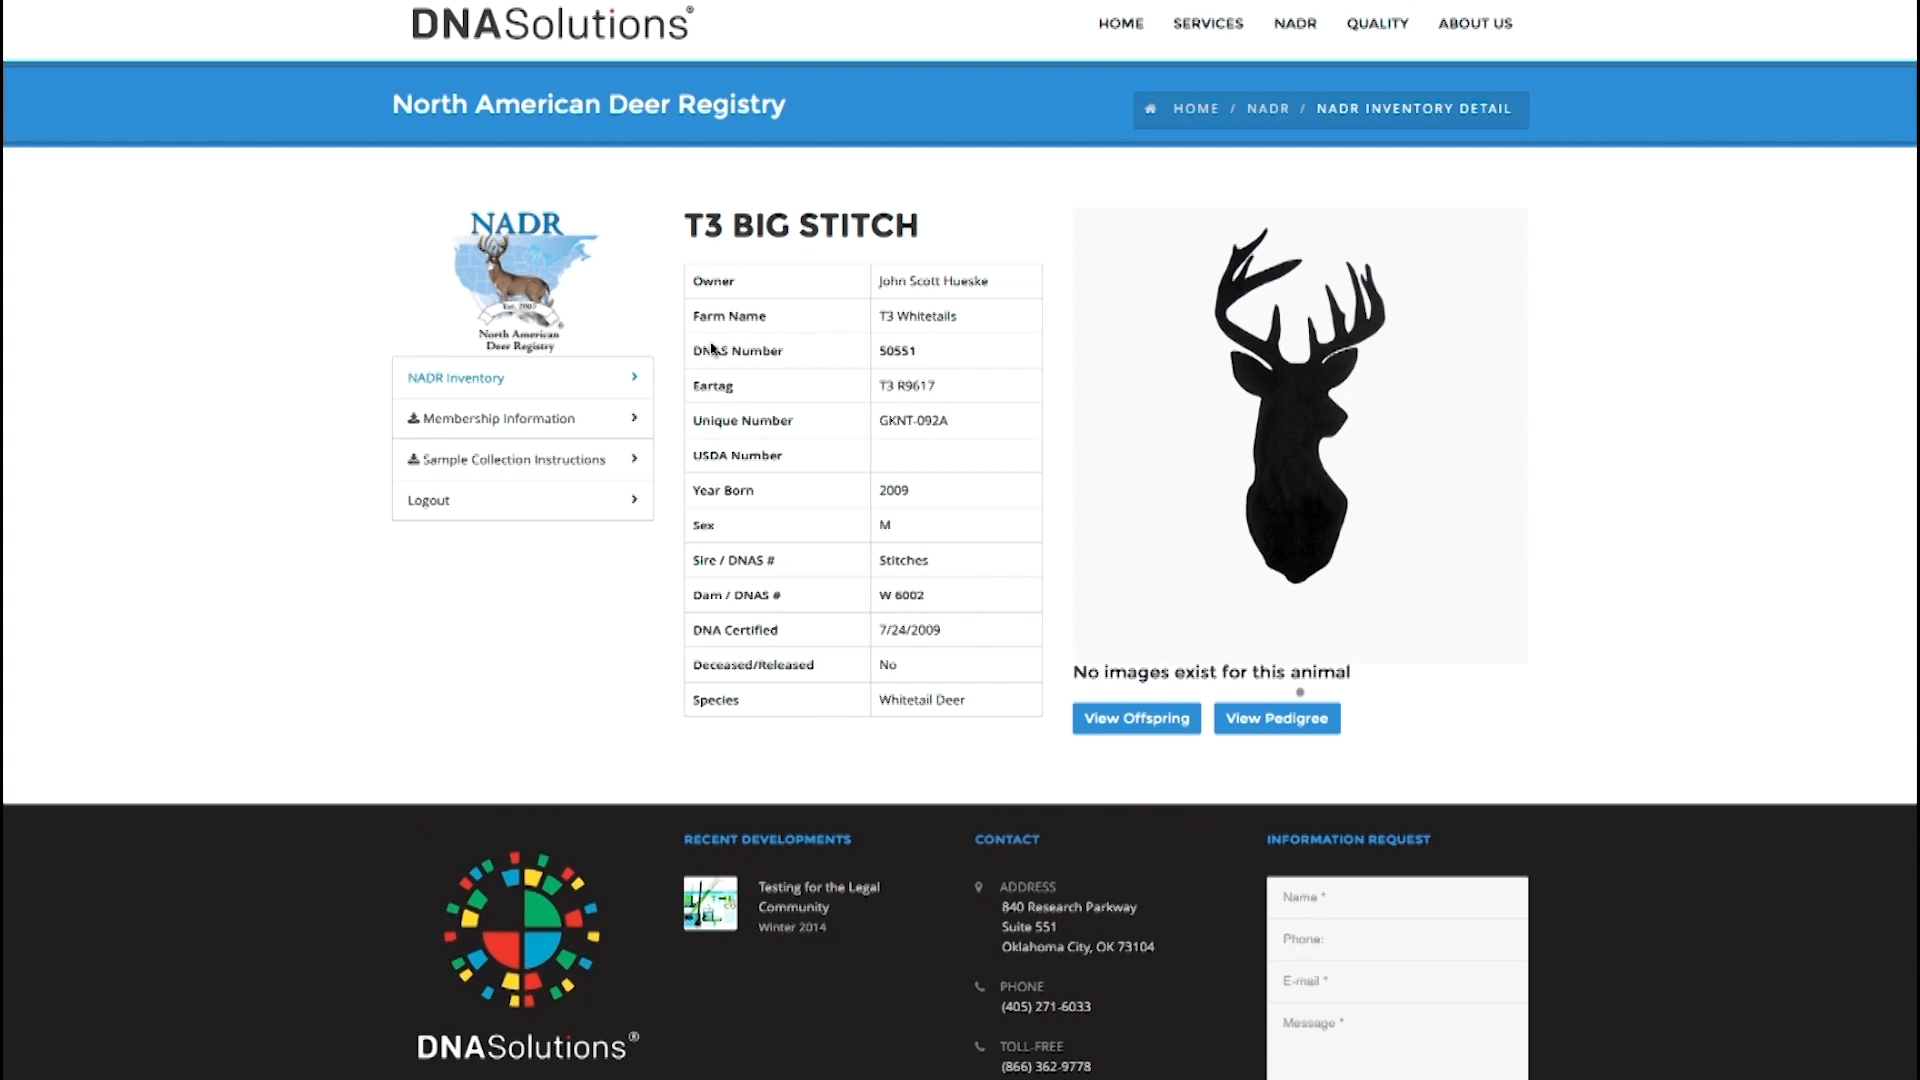 DNASolutions®
HOME SERVICES NADR QUALITY ABOUT US
North American Deer Registry
HOME / NADR / NADR INVENTORY DETAIL
NADR
Est. 2007
North American
Deer Registry
NADR Inventory
Membership Information
Sample Collection Instructions
Logout
T3 BIG STITCH
Owner John Scott Hueske
Farm Name T3 Whitetails
DNAS Number 50551
Eartag T3 R9617
Unique Number GKNT-092A
USDA Number
Year Born 2009
Sex M
Sire / DNAS # Stitches
Dam / DNAS # W 6002
DNA Certified 7/24/2009
Deceased/Released No
Species Whitetail Deer
No images exist for this animal
View Offspring View Pedigree
DNASolutions®
RECENT DEVELOPMENTS
Testing for the Legal
Community
Winter 2014
CONTACT
ADDRESS
840 Research Parkway
Suite 551
Oklahoma City, OK 73104
PHONE
(405) 271-6033
TOLL-FREE
(866) 362-9778
INFORMATION REQUEST
Name *
Phone:
E-mail *
Message *